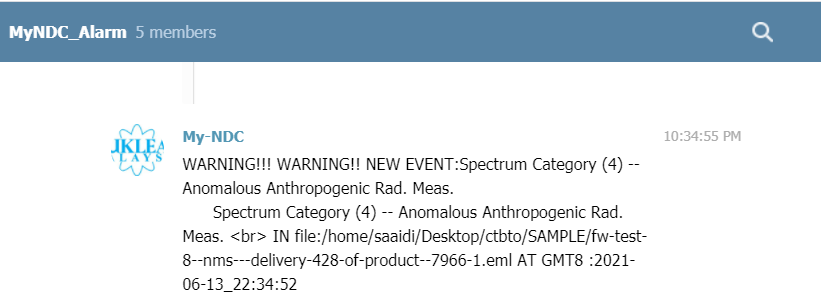 MyNDC_Alarm 5 members
My-NDC 10:34:55 PM
WARNING!!! WARNING!! NEW EVENT:Spectrum Category (4) --
Anomalous Anthropogenic Rad. Meas.
Spectrum Category (4) -- Anomalous Anthropogenic Rad.
Meas. <br> IN file:/home/saaidi/Desktop/ctbto/SAMPLE/fw-test-
8--nms---delivery-428-of-product--7966-1.eml AT GMT8 :2021-
06-13_22:34:52